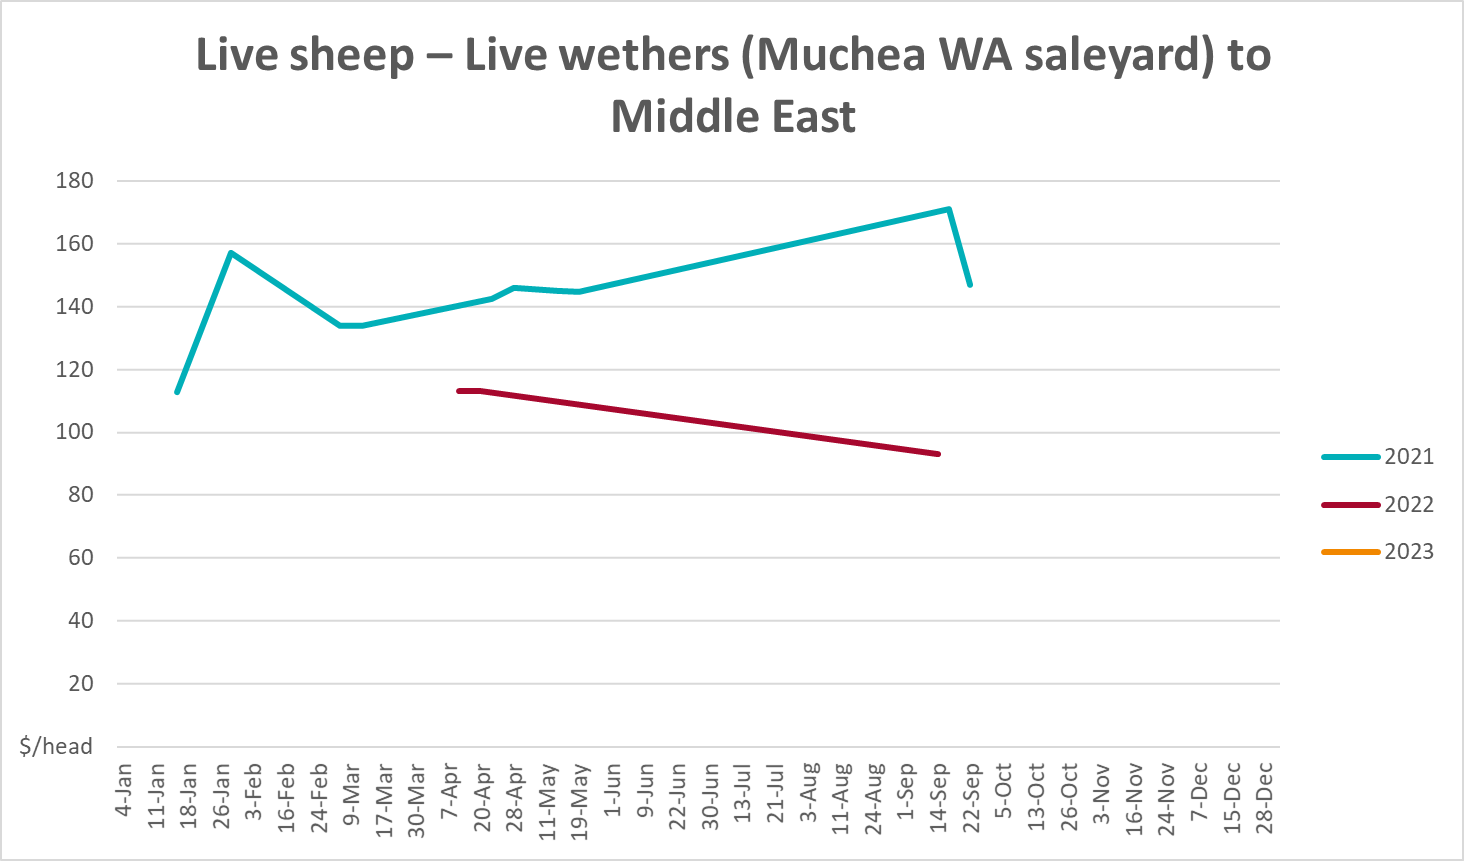 Live sheep – Live wethers (Muchea WA saleyard) to
Middle East
180
160
140
120
100
80
60
40
20
$/head
4-Jan
11-Jan
18-Jan
26-Jan
3-Feb
16-Feb
24-Feb
9-Mar
17-Mar
30-Mar
7-Apr
20-Apr
28-Apr
11-May
19-May
1-Jun
9-Jun
22-Jun
30-Jun
13-Jul
21-Jul
3-Aug
11-Aug
24-Aug
1-Sep
14-Sep
22-Sep
5-Oct
13-Oct
26-Oct
3-Nov
16-Nov
24-Nov
7-Dec
15-Dec
28-Dec
2021
2022
2023